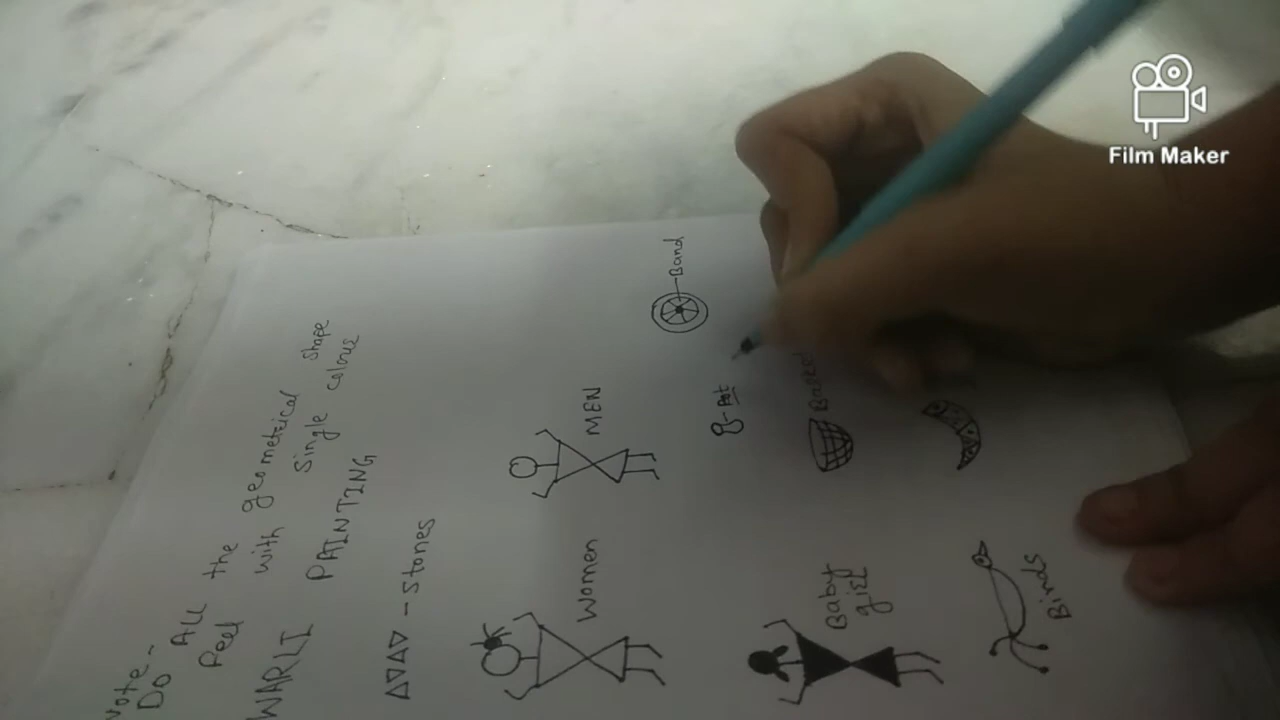 Note -
Do All the
feel with geometrical shape
single colour
WARLI PAINTING
- stones
Women
MEN
Band
Pot
Basket
Baby
girl
Birds
Film Maker